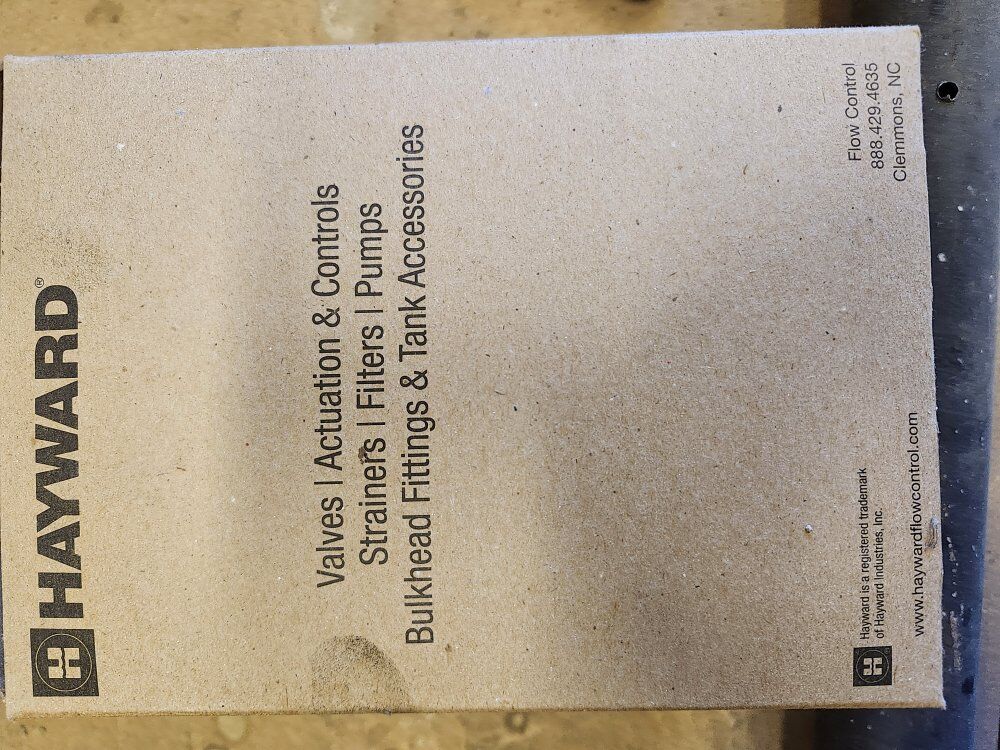 HAYWARD®
Valves | Actuation & Controls
Strainers | Filters | Pumps
Bulkhead Fittings & Tank Accessories
Hayward is a registered trademark
of Hayward Industries, Inc.
www.haywardflowcontrol.com
Flow Control
888.429.4635
Clemmons, NC